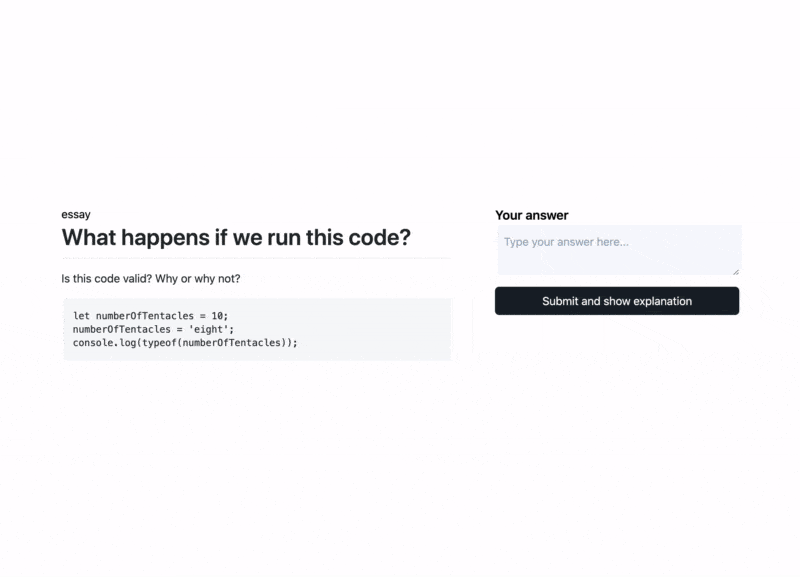 essay
What happens if we run this code?
Is this code valid? Why or why not?
let numberOfTentacles = 10;
numberOfTentacles = 'eight';
console.log(typeof(numberOfTentacles));
Your answer
Type your answer here...
Submit and show explanation